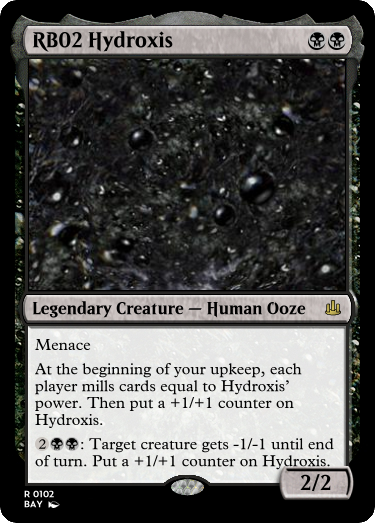 RB02 Hydroxis
Legendary Creature — Human Ooze
Menace
At the beginning of your upkeep, each
player mills cards equal to Hydroxis'
power. Then put a +1/+1 counter on
Hydroxis.
2: Target creature gets -1/-1 until end
of turn. Put a +1/+1 counter on Hydroxis.
2/2
R 0102
BAY